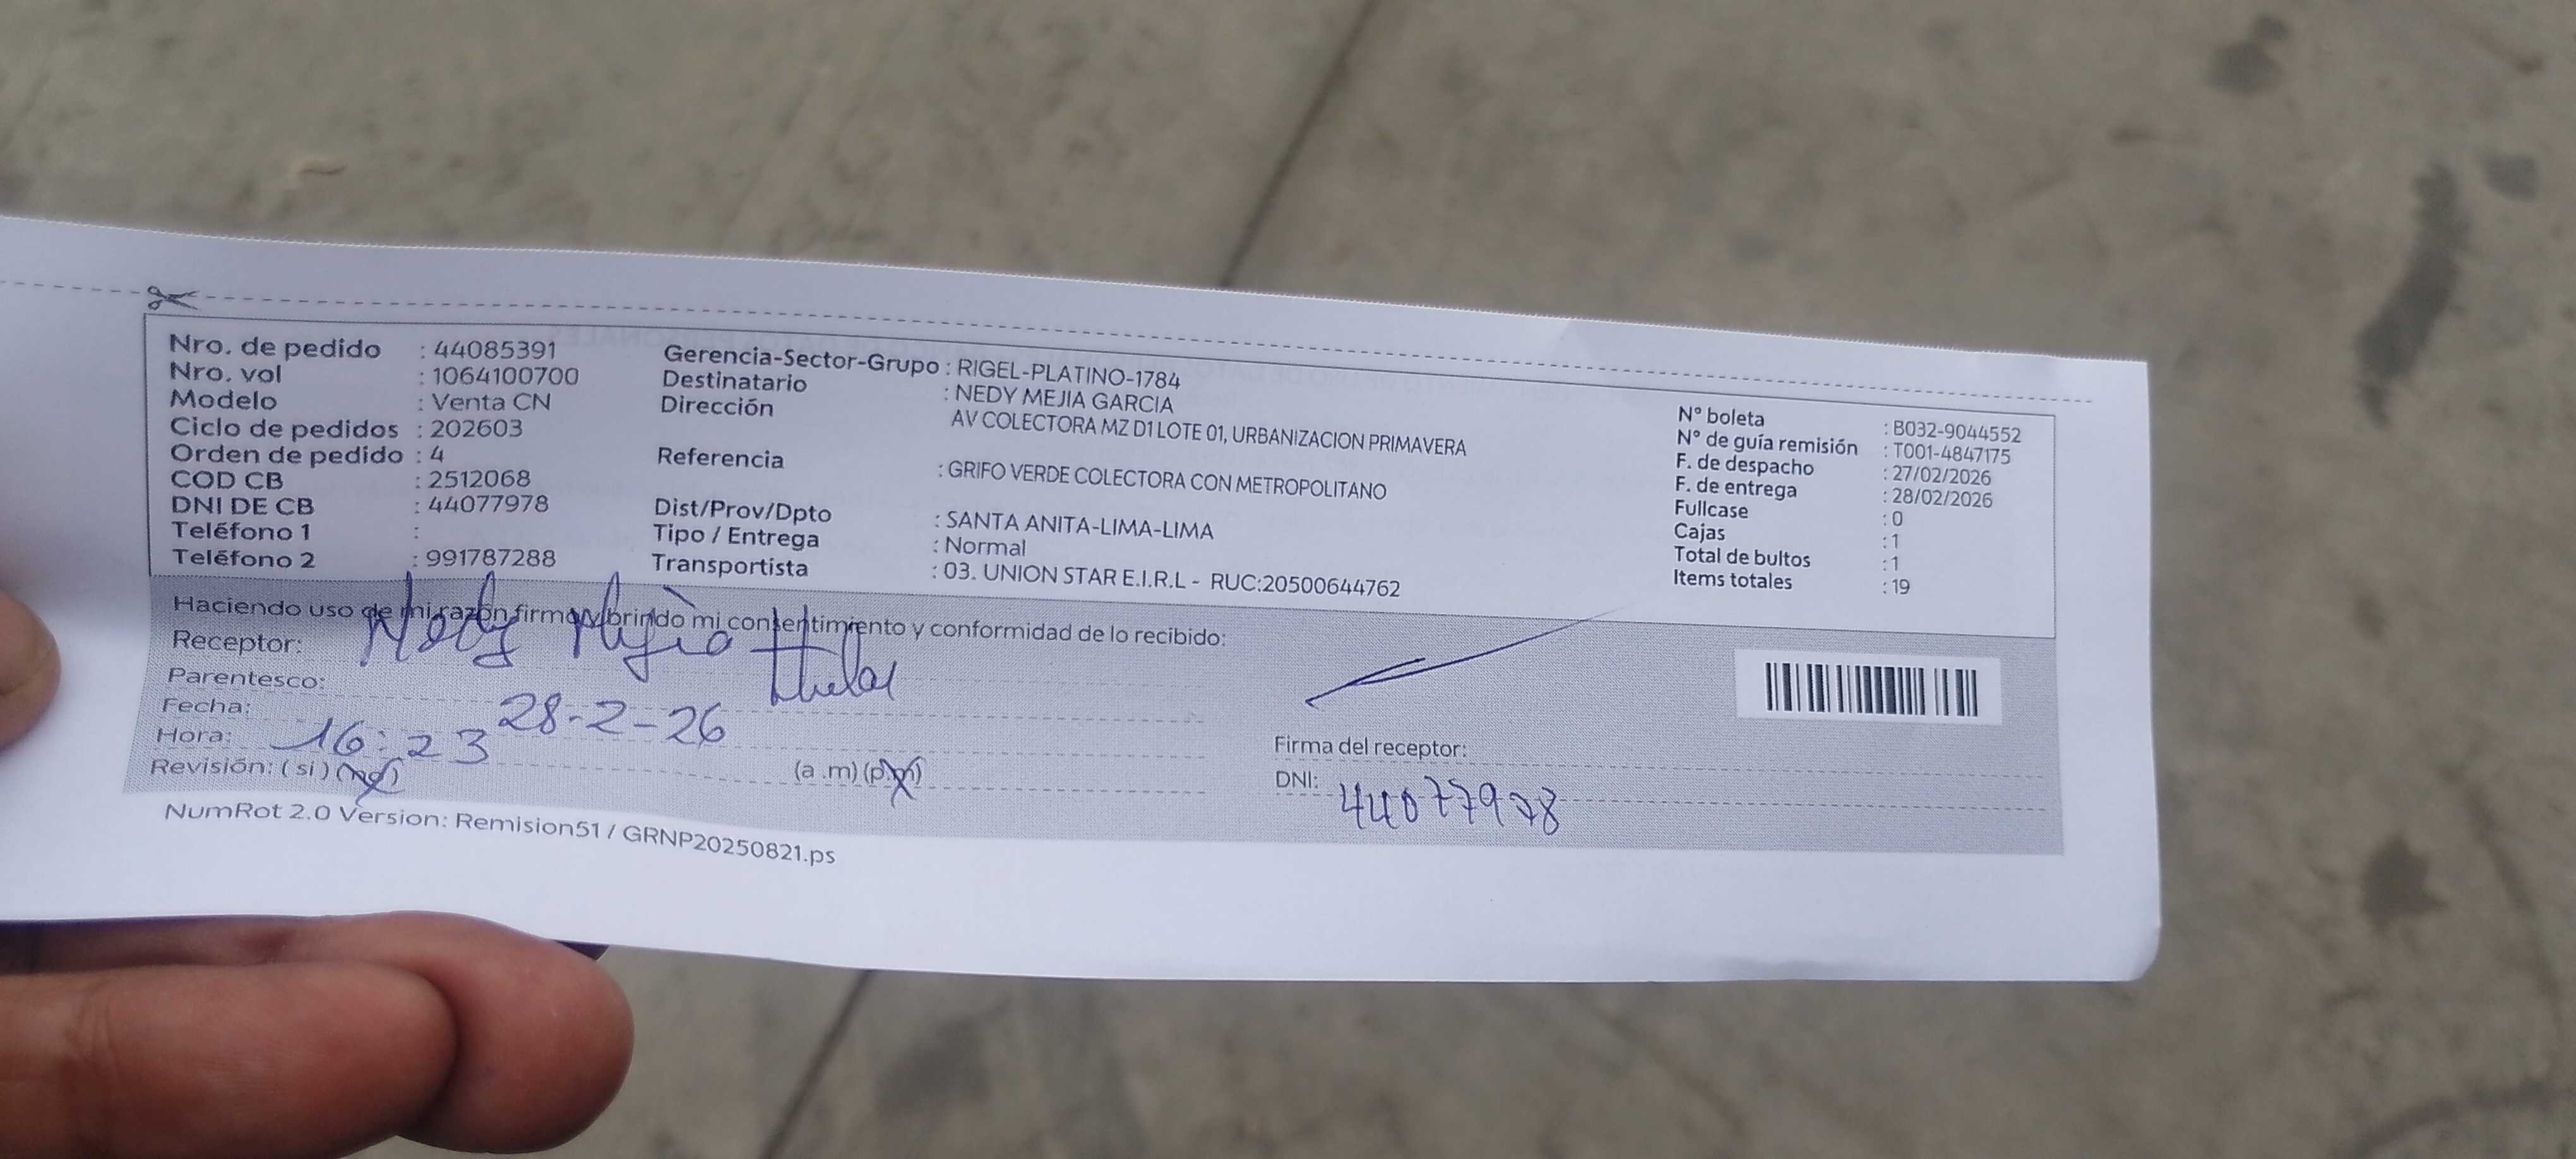 Nro. de pedido : 44085391
Nro. vol : 1064100700
Modelo : Venta CN
Ciclo de pedidos : 202603
Orden de pedido : 4
COD CB : 2512068
DNI DE CB : 44077978
Teléfono 1 :
Teléfono 2 : 991787288
Gerencia-Sector-Grupo : RIGEL-PLATINO-1784
Destinatario : NEDY MEJIA GARCIA
Dirección AV COLECTORA MZ D1 LOTE 01, URBANIZACION PRIMAVERA
Referencia : GRIFO VERDE COLECTORA CON METROPOLITANO
Dist/Prov/Dpto : SANTA ANITA-LIMA-LIMA
Tipo / Entrega : Normal
Transportista : 03. UNION STAR E.I.R.L - RUC:20500644762
N° boleta : B032-9044552
N° de guía remisión : T001-4847175
F. de despacho : 27/02/2026
F. de entrega : 28/02/2026
Fullcase : 0
Cajas : 1
Total de bultos : 1
Items totales : 19
Haciendo uso de mi razón firmo y brindo mi consentimiento y conformidad de lo recibido:
Receptor: Nedy Mejia
Parentesco: titular
Fecha: 28-2-26
Hora: 16:23 (a .m) (p.m)
Revisión: ( si ) (no)
Firma del receptor:
DNI: 44077978
NumRot 2.0 Version: Remision51 / GRNP20250821.ps